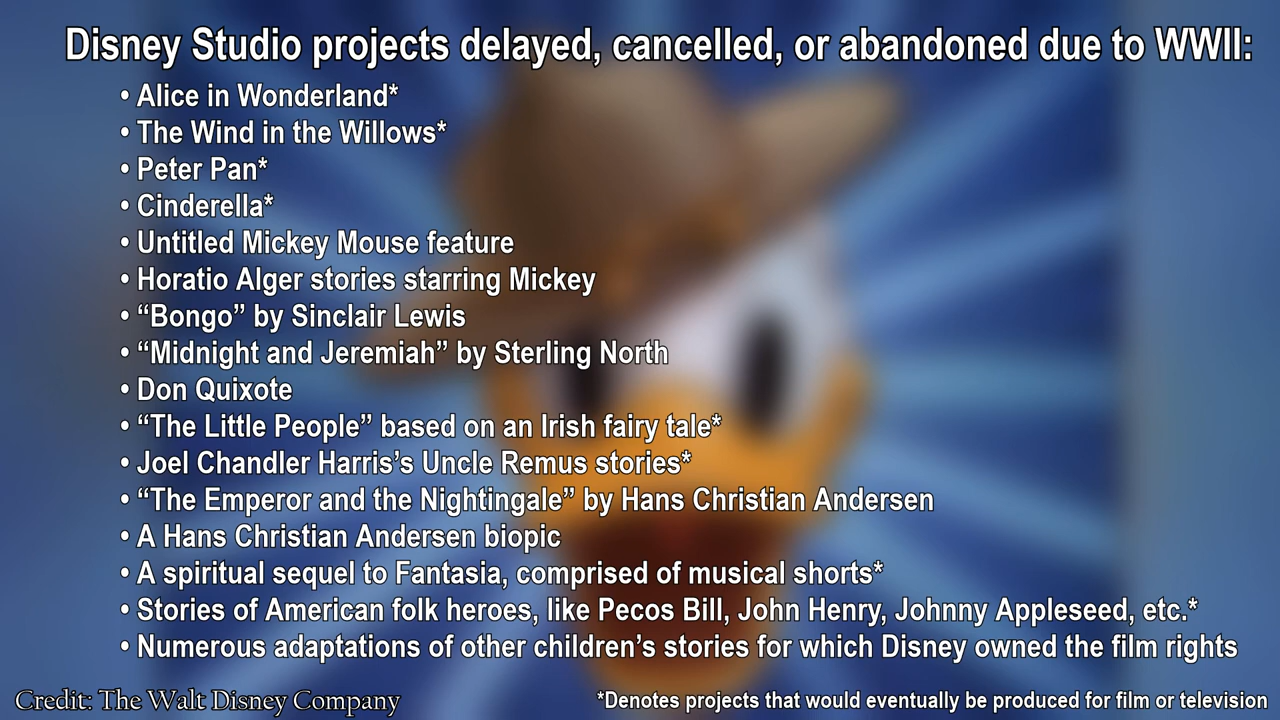 Disney Studio projects delayed, cancelled, or abandoned due to WWII:
• Alice in Wonderland*
• The Wind in the Willows*
• Peter Pan*
• Cinderella*
• Untitled Mickey Mouse feature
• Horatio Alger stories starring Mickey
• “Bongo” by Sinclair Lewis
• “Midnight and Jeremiah” by Sterling North
• Don Quixote
• “The Little People” based on an Irish fairy tale*
• Joel Chandler Harris’s Uncle Remus stories*
• “The Emperor and the Nightingale” by Hans Christian Andersen
• A Hans Christian Andersen biopic
• A spiritual sequel to Fantasia, comprised of musical shorts*
• Stories of American folk heroes, like Pecos Bill, John Henry, Johnny Appleseed, etc.*
• Numerous adaptations of other children’s stories for which Disney owned the film rights
Credit: The Walt Disney Company
*Denotes projects that would eventually be produced for film or television